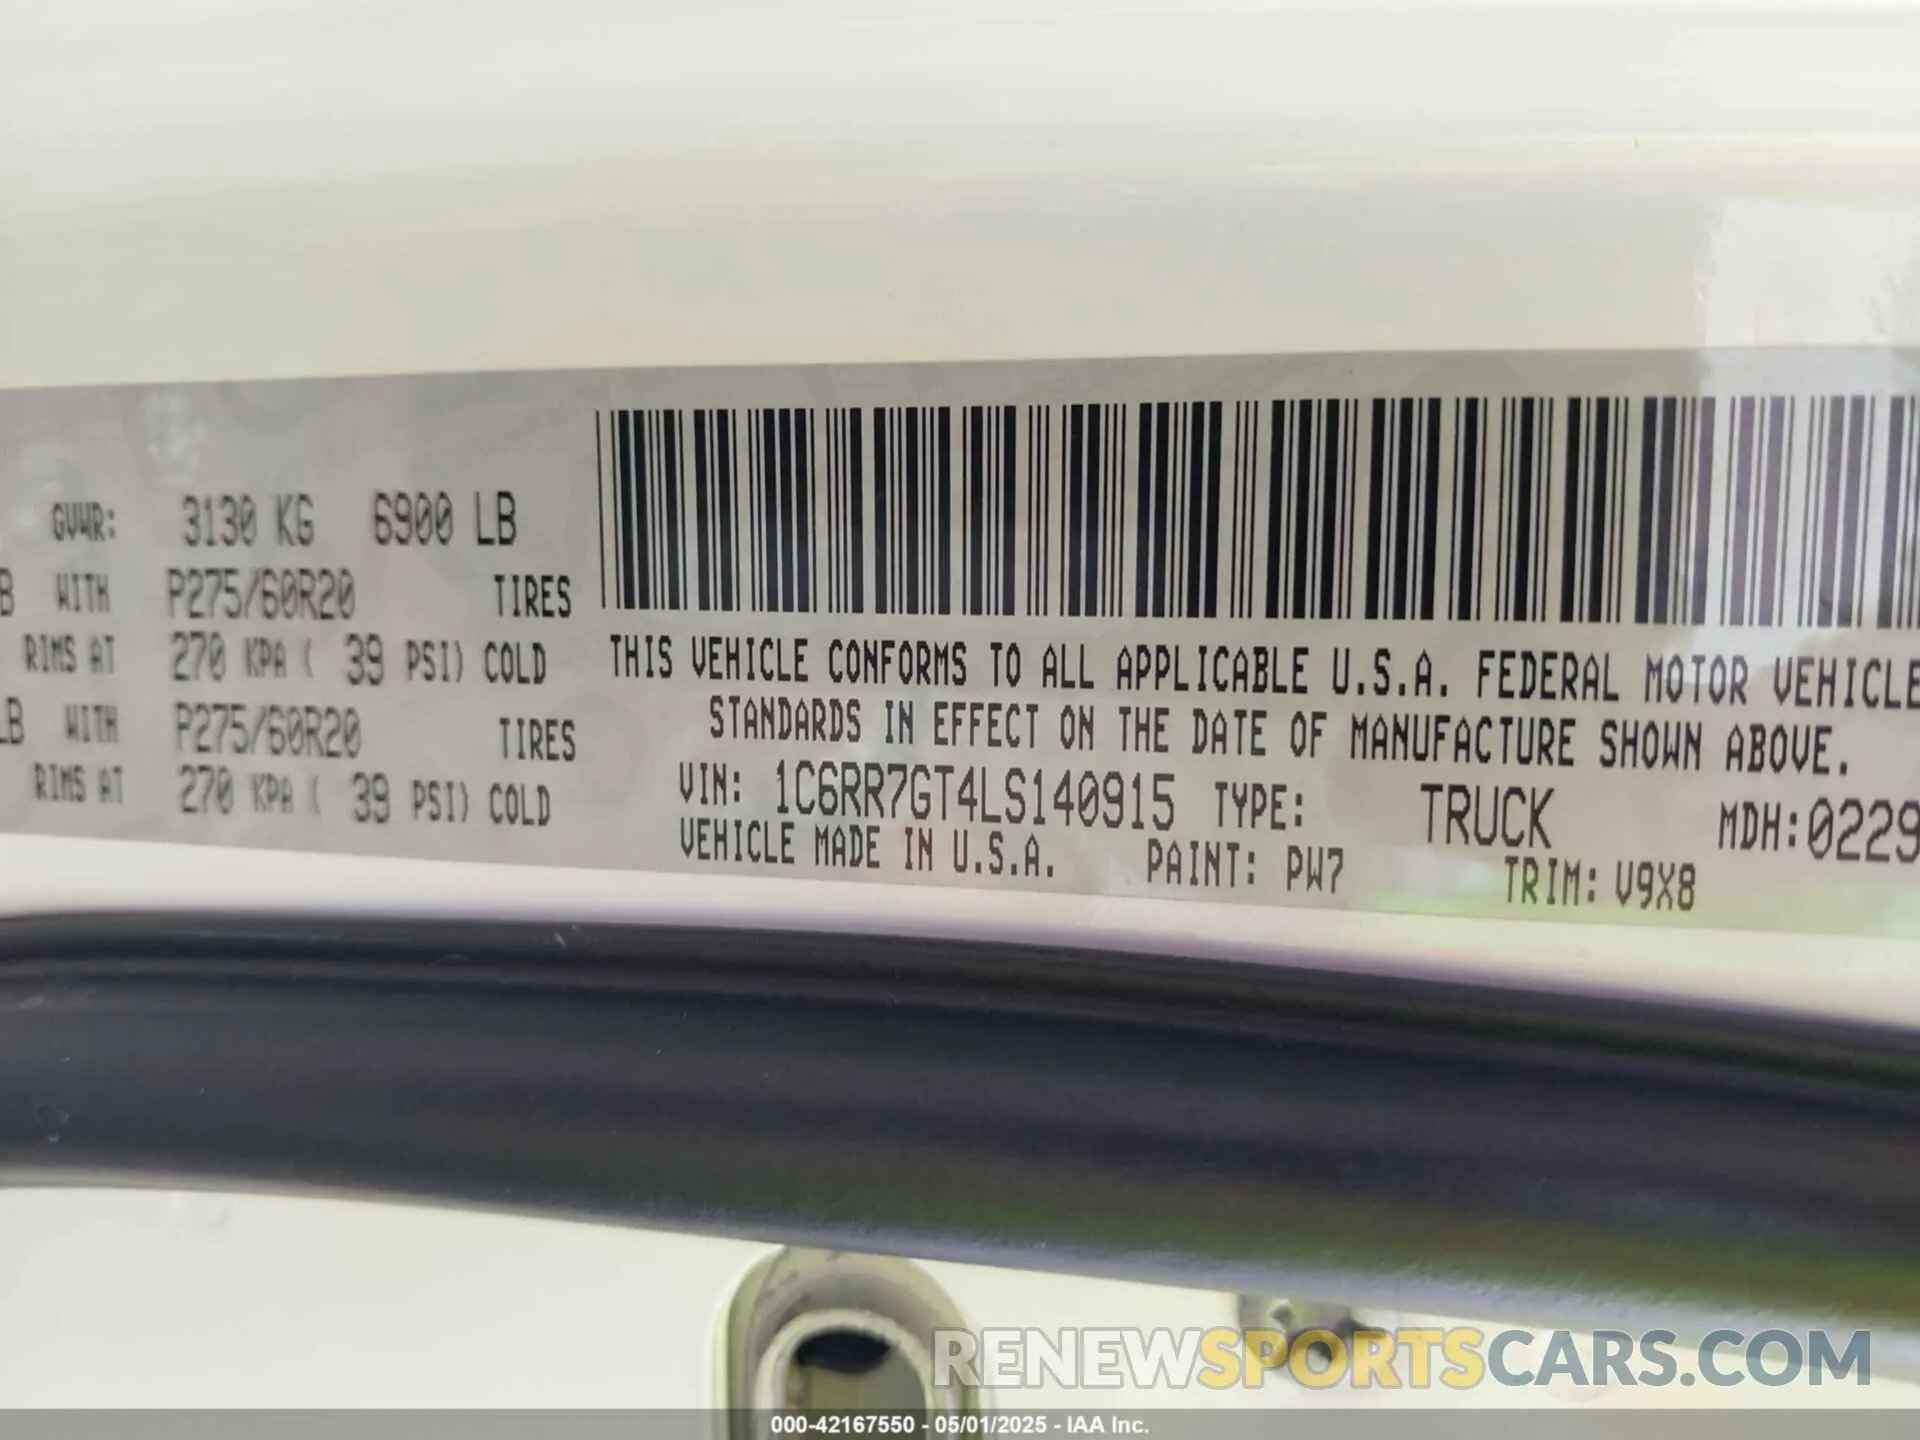 GVWR: 3130 KG 6900 LB
B WITH P275/60R20 TIRES
RIMS AT 270 KPA ( 39 PSI) COLD
LB WITH P275/60R20 TIRES
RIMS AT 270 KPA ( 39 PSI) COLD
THIS VEHICLE CONFORMS TO ALL APPLICABLE U.S.A. FEDERAL MOTOR VEHICLE
STANDARDS IN EFFECT ON THE DATE OF MANUFACTURE SHOWN ABOVE.
VIN: 1C6RR7GT4LS140915 TYPE: TRUCK MDH:0229
VEHICLE MADE IN U.S.A. PAINT: PW7 TRIM: V9X8
RENEWSPORTSCARS.COM
000-42167550 - 05/01/2025 - IAA Inc.